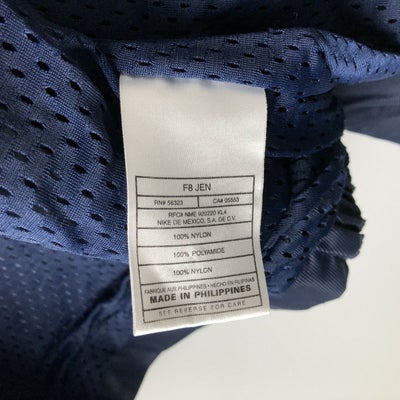 F8 JEN
RN# 56323 CA# 05553
RFC# NME 920220 KL4
NIKE DE MEXICO, S.A. DE C.V.
100% NYLON
100% POLYAMIDE
100% NYLON
FABRIQUE AUX PHILIPPINES / HECHO EN FILIPINAS
MADE IN PHILIPPINES
SEE REVERSE FOR CARE